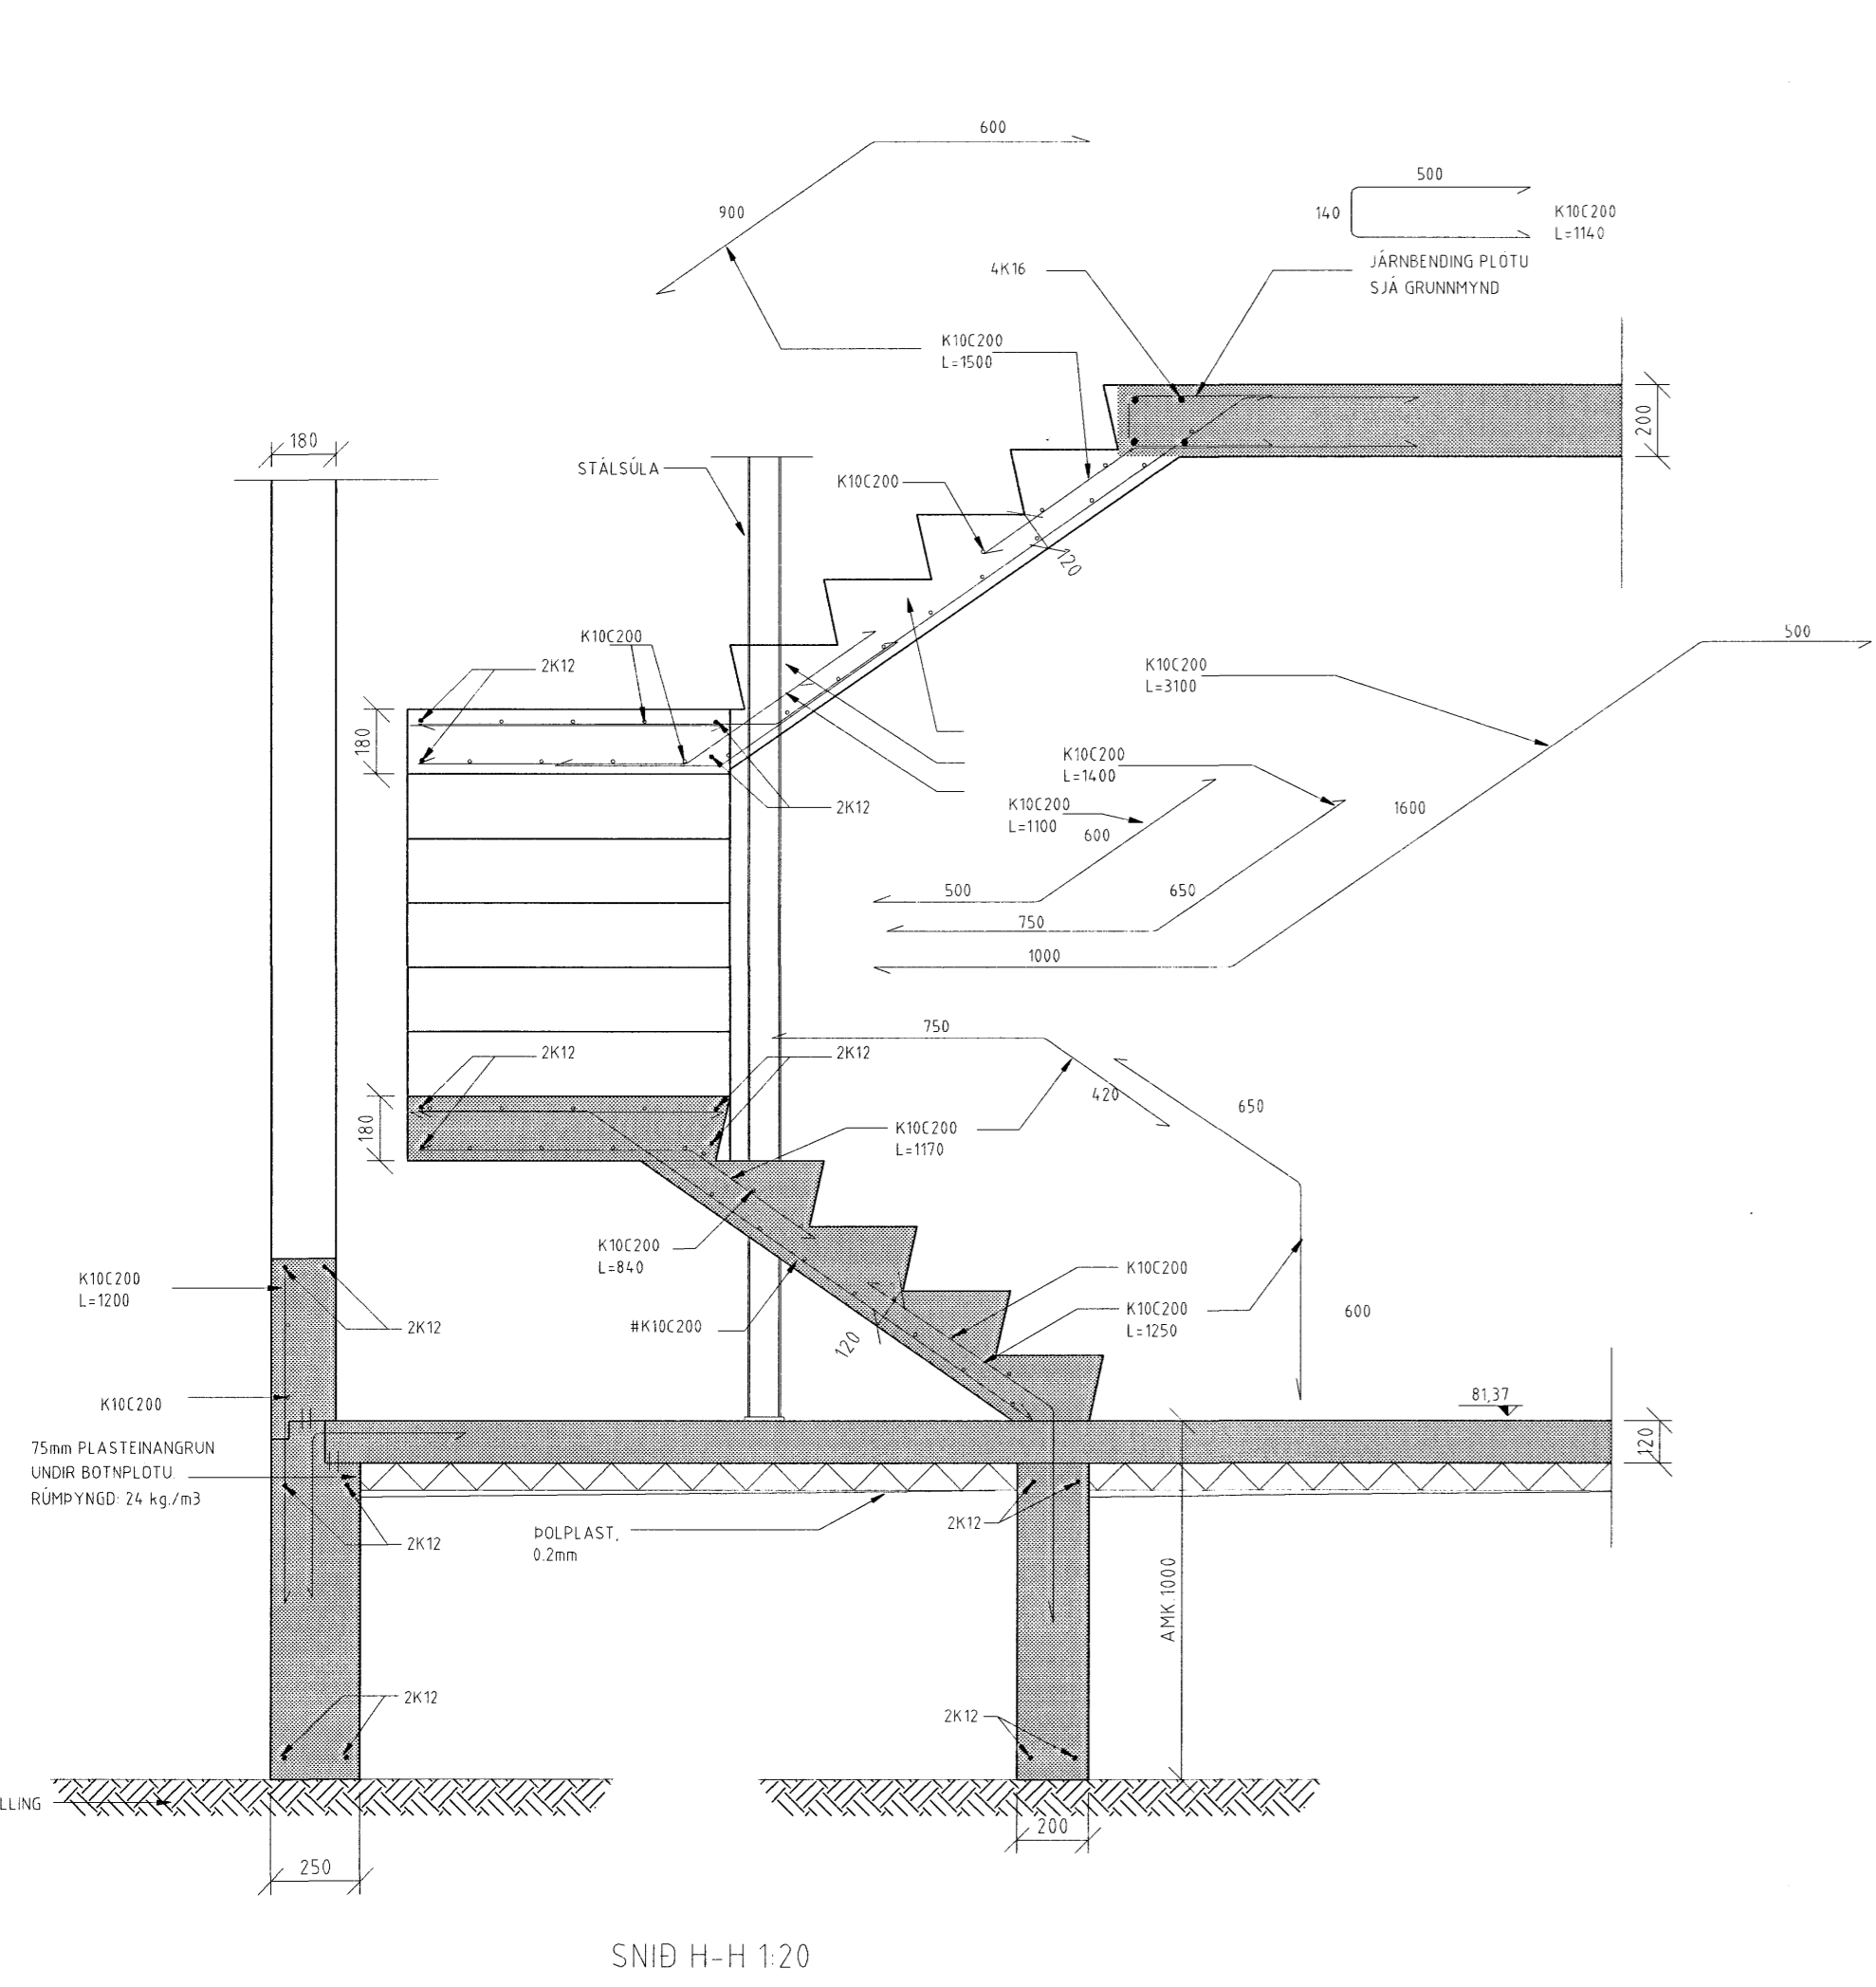 600
500
900
140
K10C200
L=1140
4K16
JÁRNBENDING PLÖTU
SJÁ GRUNNMYND
K10C200
L=1500
200
180
STÁLSÚLA
K10C200
120
K10C200
2K12
500
K10C200
L=3100
180
K10C200
L=1400
K10C200
L=1100
2K12
1600
600
500
650
750
1000
750
2K12
2K12
420
650
180
K10C200
L=1170
K10C200
L=840
K10C200
K10C200
L=1200
K10C200
L=1250
600
2K12
#K10C200
120
K10C200
81,37
120
75mm PLASTEINANGRUN
UNDIR BOTNPLÖTU.
RÚMÞYNGD: 24 kg./m3
2K12
ÞOLPLAST,
0.2mm
2K12
AMK.1000
2K12
2K12
LLING
200
250
SNIÐ H-H 1:20